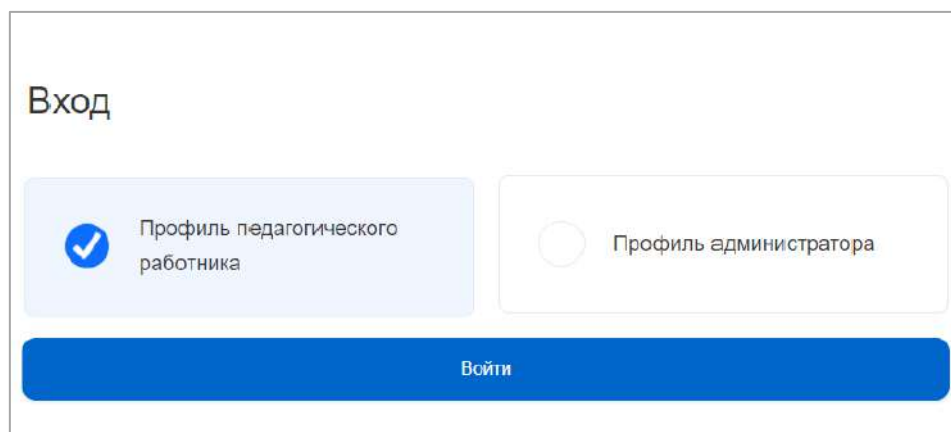 Вход
Профиль педагогического
работника
Профиль администратора
Войти